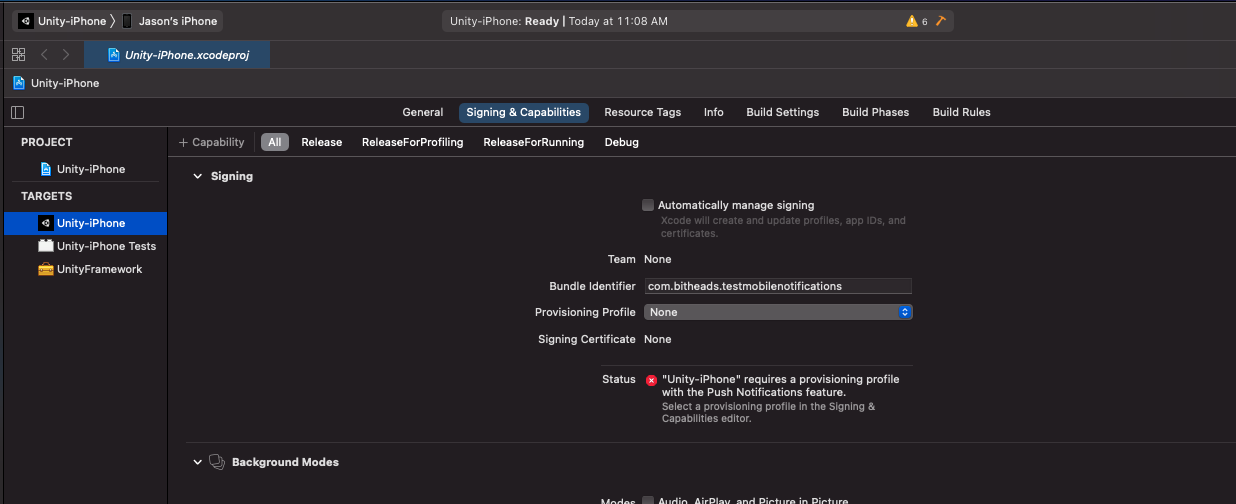 Unity-iPhone 〉 Jason's iPhone
Unity-iPhone: Ready | Today at 11:08 AM
6
Unity-iPhone.xcodeproj
Unity-iPhone
General Signing & Capabilities Resource Tags Info Build Settings Build Phases Build Rules
PROJECT
Unity-iPhone
TARGETS
Unity-iPhone
Unity-iPhone Tests
UnityFramework
+ Capability All Release ReleaseForProfiling ReleaseForRunning Debug
Signing
Automatically manage signing
Xcode will create and update profiles, app IDs, and
certificates.
Team None
Bundle Identifier com.bitheads.testmobilenotifications
Provisioning Profile None
Signing Certificate None
Status "Unity-iPhone" requires a provisioning profile
with the Push Notifications feature.
Select a provisioning profile in the Signing &
Capabilities editor.
Background Modes
Modes Audio, AirPlay, and Picture in Picture